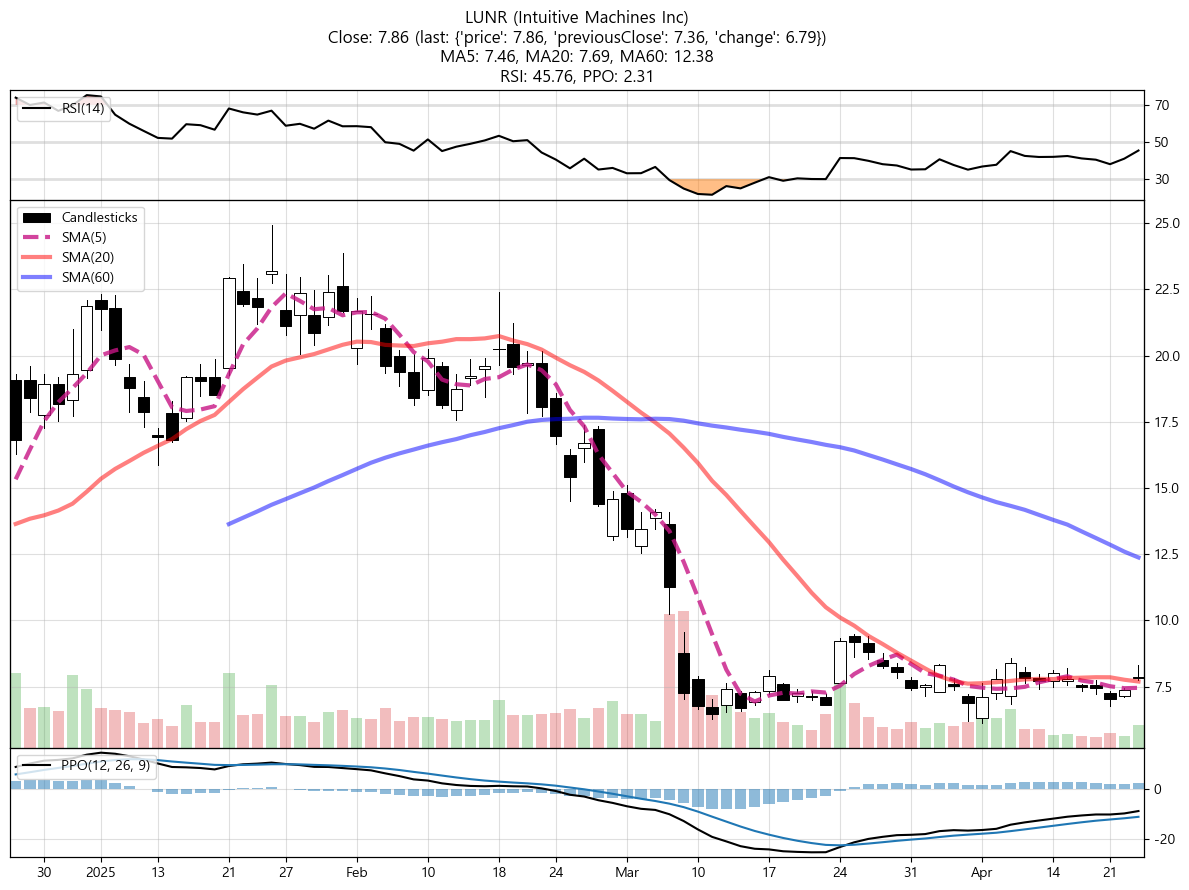 LUNR (Intuitive Machines Inc)
Close: 7.86 (last: {'price': 7.86, 'previousClose': 7.36, 'change': 6.79})
MA5: 7.46, MA20: 7.69, MA60: 12.38
RSI: 45.76, PPO: 2.31
RSI(14)
70
50
30
Candlesticks
SMA(5)
SMA(20)
SMA(60)
25.0
22.5
20.0
17.5
15.0
12.5
10.0
7.5
PPO(12, 26, 9)
0
-20
30 2025 13 21 27 Feb 10 18 24 Mar 10 17 24 31 Apr 14 21